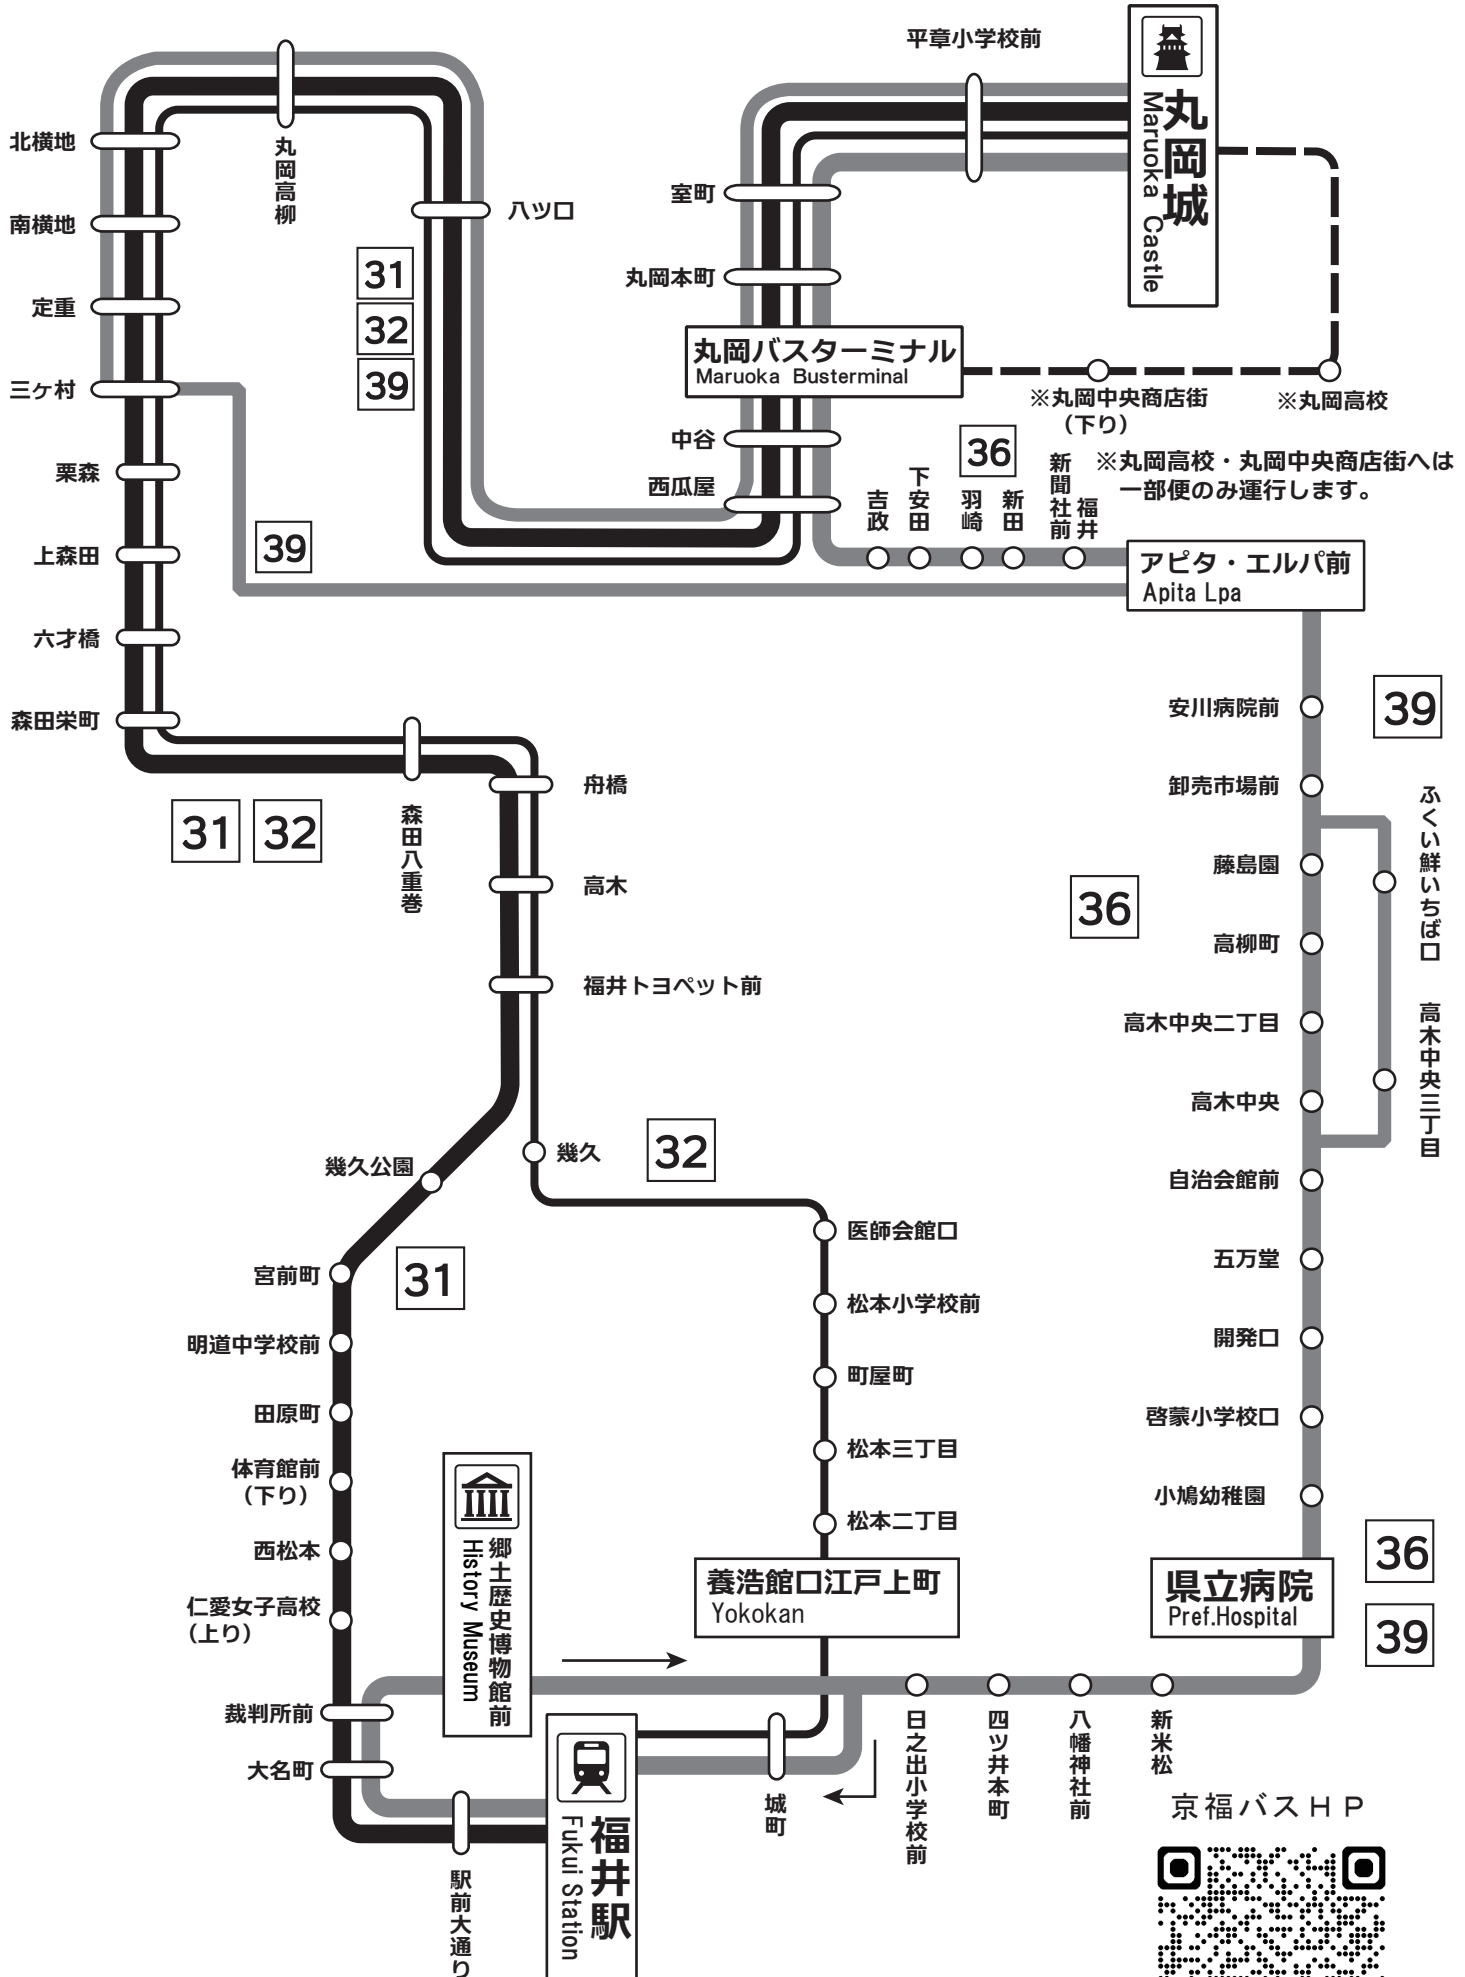 平章小学校前
丸岡城
Maruoka Castle
北横地
丸岡高柳
八ツ口
室町
南横地
31
丸岡本町
定重
32
丸岡バスターミナル
Maruoka Busterminal
三ヶ村
39
※丸岡中央商店街
（下り）
※丸岡高校
中谷
36
※丸岡高校・丸岡中央商店街へは
一部便のみ運行します。
栗森
西瓜屋
吉政
下安田
羽崎
新田
福井
新聞社前
上森田
39
アピタ・エルパ前
Apita Lpa
六才橋
森田栄町
安川病院前
39
舟橋
卸売市場前
31
32
森田八重巻
ふくい鮮いちば口
藤島園
高木
36
高柳町
福井トヨペット前
高木中央二丁目
高木中央三丁目
高木中央
幾久公園
幾久
32
自治会館前
医師会館口
宮前町
31
五万堂
松本小学校前
明道中学校前
開発口
町屋町
田原町
啓蒙小学校口
松本三丁目
体育館前
（下り）
小鳩幼稚園
松本二丁目
西松本
郷土歴史博物館前
History Museum
36
養浩館口江戸上町
Yokokan
県立病院
Pref.Hospital
仁愛女子高校
（上り）
39
裁判所前
大名町
日之出小学校前
四ツ井本町
八幡神社前
新米松
城町
福井駅
Fukui Station
駅前大通り
京福バスＨＰ